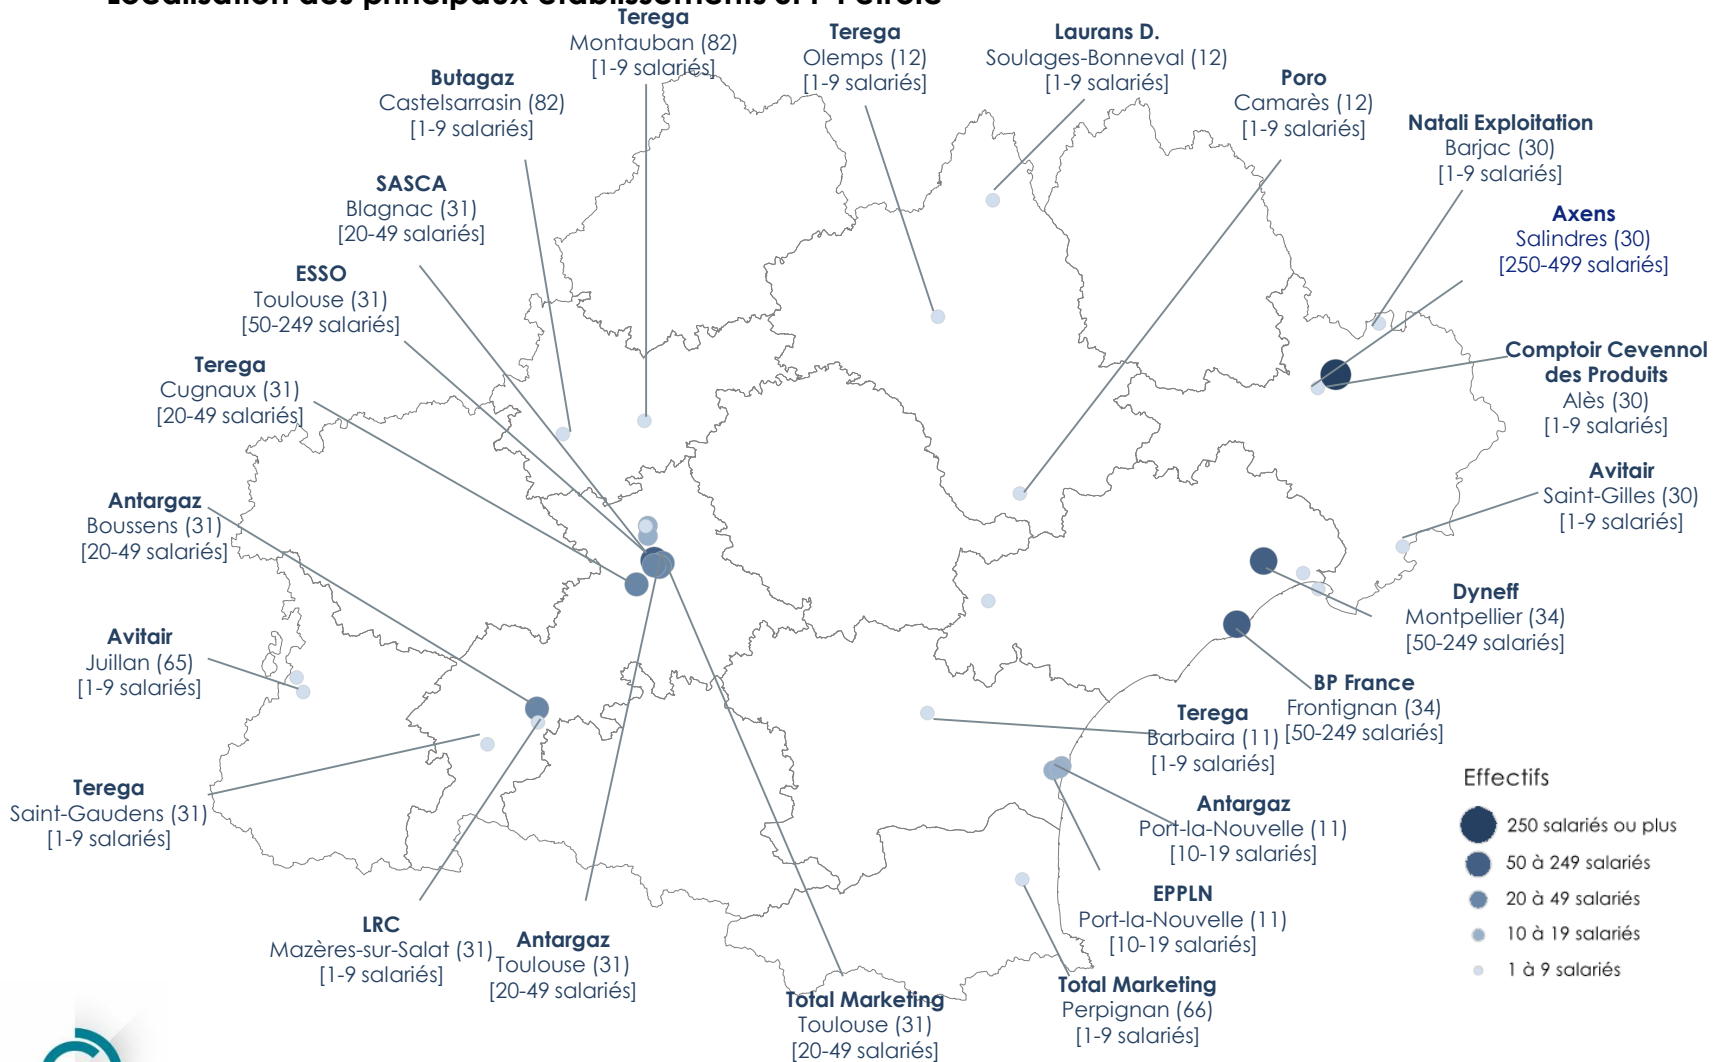 Localisation des principaux établissements
Terega
Montauban (82)
[1-9 salariés]
Terega
Olemps (12)
[1-9 salariés]
Laurans D.
Soulages-Bonneval (12)
[1-9 salariés]
Butagaz
Castelsarrasin (82)
[1-9 salariés]
Poro
Camarès (12)
[1-9 salariés]
Natali Exploitation
Barjac (30)
[1-9 salariés]
SASCA
Blagnac (31)
[20-49 salariés]
Axens
Salindres (30)
[250-499 salariés]
ESSO
Toulouse (31)
[50-249 salariés]
Terega
Cugnaux (31)
[20-49 salariés]
Comptoir Cevennol
des Produits
Alès (30)
[1-9 salariés]
Antargaz
Boussens (31)
[20-49 salariés]
Avitair
Saint-Gilles (30)
[1-9 salariés]
Dyneff
Montpellier (34)
[50-249 salariés]
Avitair
Juillan (65)
[1-9 salariés]
BP France
Frontignan (34)
[50-249 salariés]
Terega
Barbaira (11)
[1-9 salariés]
Terega
Saint-Gaudens (31)
[1-9 salariés]
Antargaz
Port-la-Nouvelle (11)
[10-19 salariés]
EPPLN
Port-la-Nouvelle (11)
[10-19 salariés]
LRC
Mazères-sur-Salat (31)
[1-9 salariés]
Antargaz
Toulouse (31)
[20-49 salariés]
Total Marketing
Toulouse (31)
[20-49 salariés]
Total Marketing
Perpignan (66)
[1-9 salariés]
Effectifs
250 salariés ou plus
50 à 249 salariés
20 à 49 salariés
10 à 19 salariés
1 à 9 salariés